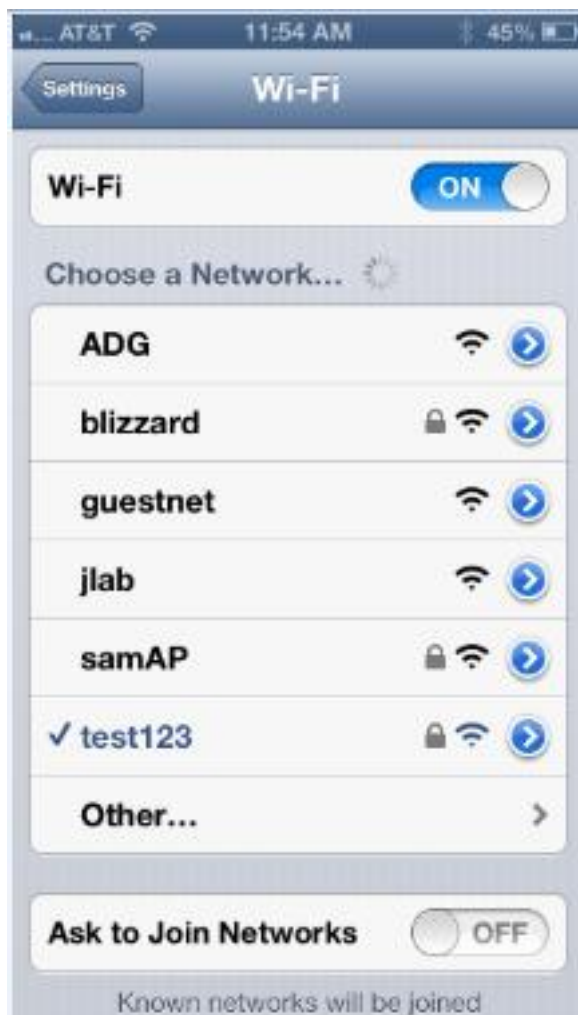 AT&T 11:54 AM 45%
Settings Wi-Fi
Wi-Fi ON
Choose a Network...
ADG
blizzard
guestnet
jlab
samAP
test123
Other...
Ask to Join Networks OFF
Known networks will be joined